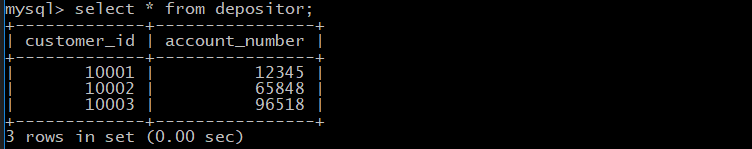 mysql> select * from depositor;
+-------------+----------------+
| customer_id | account_number |
+-------------+----------------+
|       10001 |          12345 |
|       10002 |          65848 |
|       10003 |          96518 |
+-------------+----------------+
3 rows in set (0.00 sec)